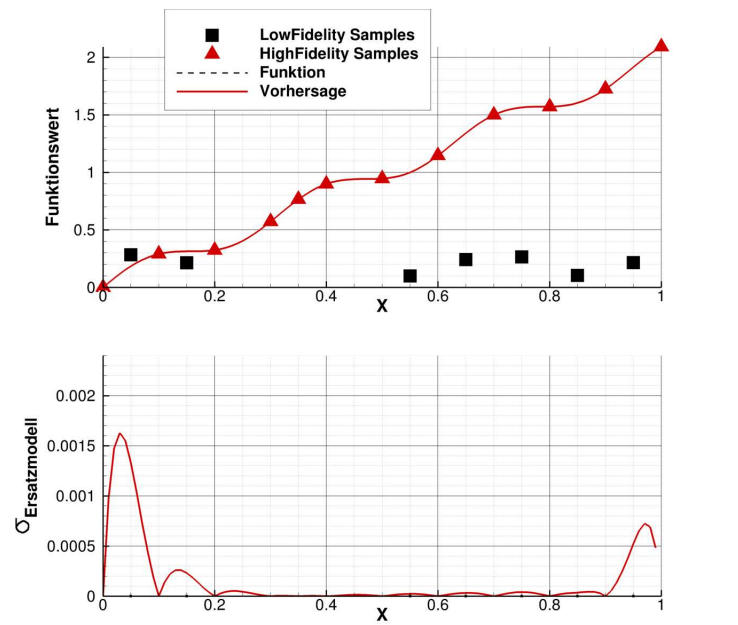 LowFidelity Samples
HighFidelity Samples
Funktion
Vorhersage
Funktionswert
2
1.5
1
0.5
0
0 0.2 0.4 0.6 0.8 1
X
σErsatzmodell
0.002
0.0015
0.001
0.0005
0
0 0.2 0.4 0.6 0.8 1
X